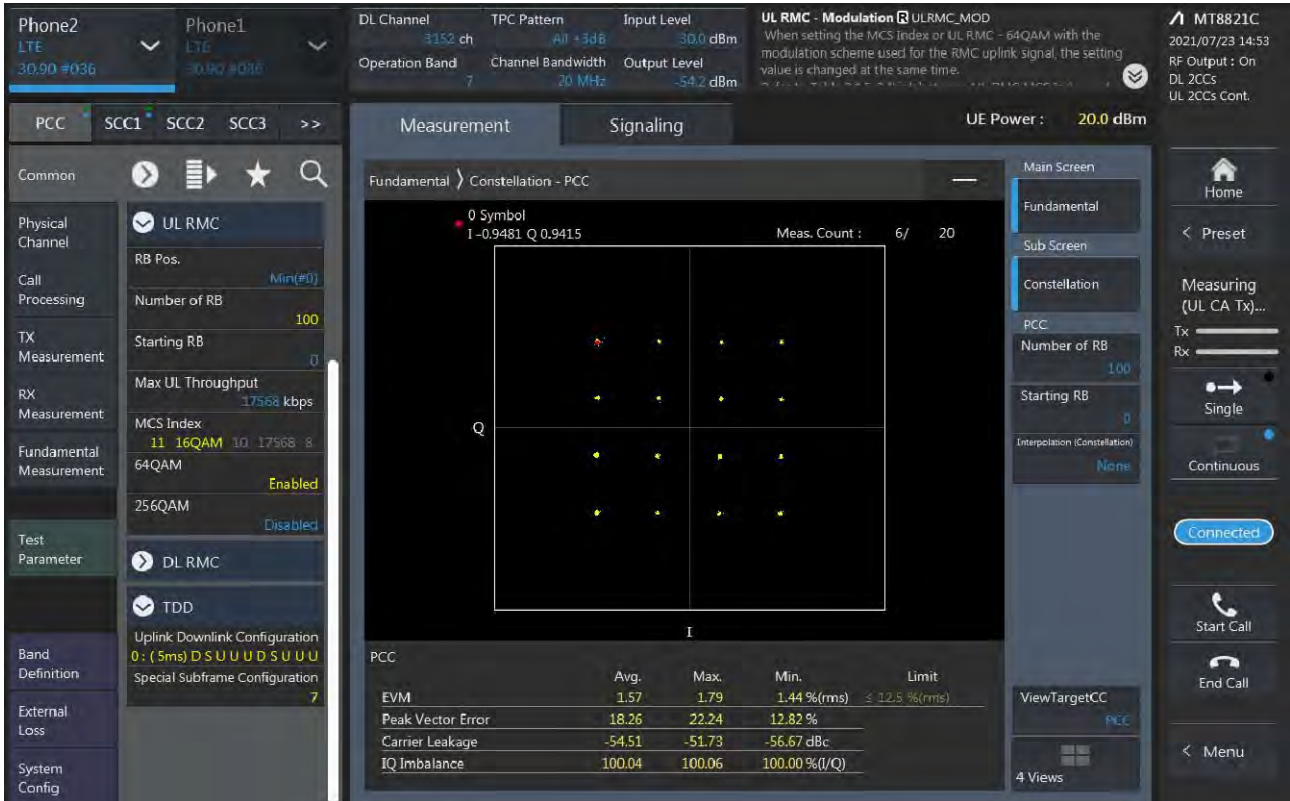 Phone2
LTE
30.90 #036
Phone1
LTE
30.90 #036
DL Channel
3152 ch
TPC Pattern
All +3dB
Input Level
30.0 dBm
Operation Band
7
Channel Bandwidth
20 MHz
Output Level
-54.2 dBm
UL RMC - Modulation R ULRMC_MOD
When setting the MCS Index or UL RMC - 64QAM with the
modulation scheme used for the RMC uplink signal, the setting
value is changed at the same time.
MT8821C
2021/07/23 14:53
RF Output : On
DL 2CCs
UL 2CCs Cont.
PCC SCC1 SCC2 SCC3 >>
Measurement
Signaling
UE Power : 20.0 dBm
Common
Physical
Channel
Call
Processing
TX
Measurement
RX
Measurement
Fundamental
Measurement
Test
Parameter
Band
Definition
External
Loss
System
Config
UL RMC
RB Pos.
Min(#0)
Number of RB
100
Starting RB
0
Max UL Throughput
17568 kbps
MCS Index
11 16QAM 10 17568 8
64QAM
Enabled
256QAM
Disabled
DL RMC
TDD
Uplink Downlink Configuration
0 : ( 5ms) D S U U U D S U U U
Special Subframe Configuration
7
Fundamental 〉 Constellation - PCC
0 Symbol
I -0.9481 Q 0.9415
Meas. Count : 6/ 20
Q
I
PCC
Avg. Max. Min. Limit
EVM 1.57 1.79 1.44 %(rms) ≤ 12.5 %(rms)
Peak Vector Error 18.26 22.24 12.82 %
Carrier Leakage -54.51 -51.73 -56.67 dBc
IQ Imbalance 100.04 100.06 100.00 %(I/Q)
Main Screen
Fundamental
Sub Screen
Constellation
PCC
Number of RB
100
Starting RB
0
Interpolation (Constellation)
None
ViewTargetCC
PCC
4 Views
Home
< Preset
Measuring
(UL CA Tx)...
Tx
Rx
Single
Continuous
Connected
Start Call
End Call
< Menu